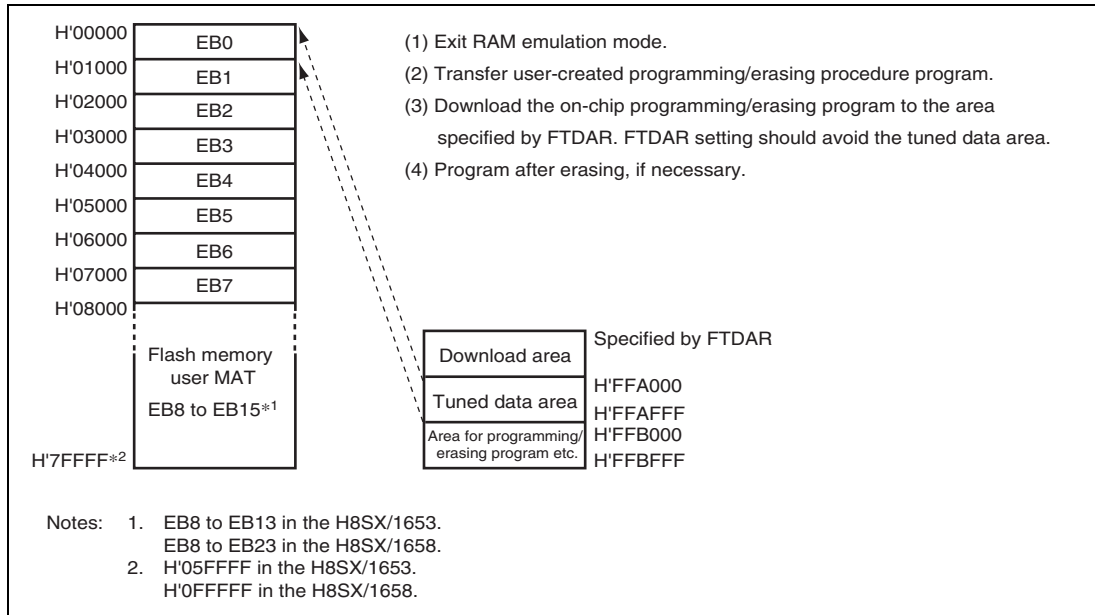 H'00000
EB0
H'01000
EB1
H'02000
EB2
H'03000
EB3
H'04000
EB4
H'05000
EB5
H'06000
EB6
H'07000
EB7
H'08000
Flash memory
user MAT
EB8 to EB15*1
H'7FFFF*2
(1) Exit RAM emulation mode.
(2) Transfer user-created programming/erasing procedure program.
(3) Download the on-chip programming/erasing program to the area
specified by FTDAR. FTDAR setting should avoid the tuned data area.
(4) Program after erasing, if necessary.
Download area
Specified by FTDAR
Tuned data area
H'FFA000
H'FFAFFF
Area for programming/
erasing program etc.
H'FFB000
H'FFBFFF
Notes: 1. EB8 to EB13 in the H8SX/1653.
EB8 to EB23 in the H8SX/1658.
2. H'05FFFF in the H8SX/1653.
H'0FFFFF in the H8SX/1658.